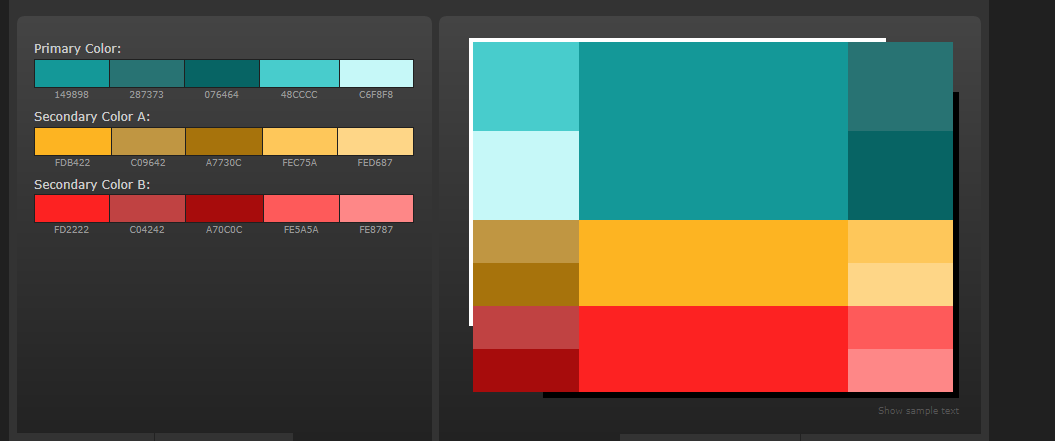 Primary Color:
149898 287373 076464 48CCCC C6F8F8
Secondary Color A:
FDB422 C09642 A7730C FEC75A FED687
Secondary Color B:
FD2222 C04242 A70C0C FE5A5A FE8787
Show sample text